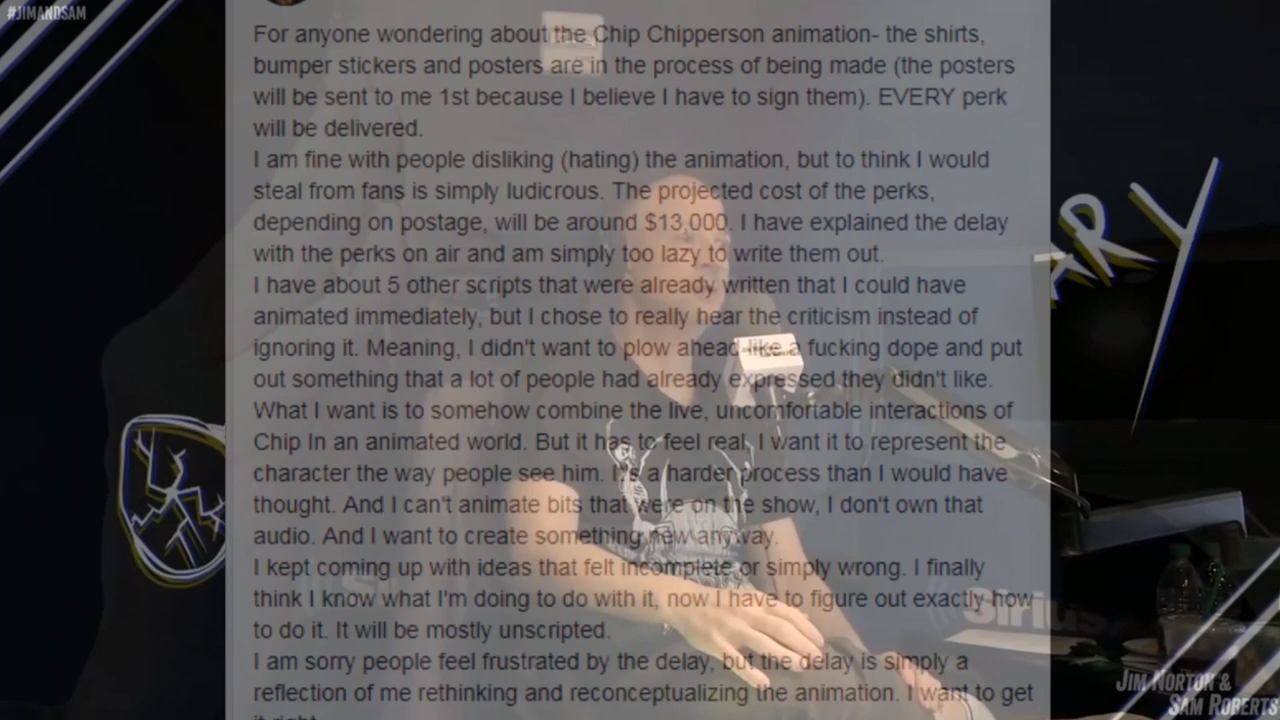 #JIMANDSAM
For anyone wondering about the Chip Chipperson animation- the shirts,
bumper stickers and posters are in the process of being made (the posters
will be sent to me 1st because I believe I have to sign them). EVERY perk
will be delivered.
I am fine with people disliking (hating) the animation, but to think I would
steal from fans is simply ludicrous. The projected cost of the perks,
depending on postage, will be around $13,000. I have explained the delay
with the perks on air and am simply too lazy to write them out.
I have about 5 other scripts that were already written that I could have
animated immediately, but I chose to really hear the criticism instead of
ignoring it. Meaning, I didn't want to plow ahead like a fucking dope and put
out something that a lot of people had already expressed they didn't like.
What I want is to somehow combine the live, uncomfortable interactions of
Chip In an animated world. But it has to feel real, I want it to represent the
character the way people see him. It's a harder process than I would have
thought. And I can't animate bits that were on the show, I don't own that
audio. And I want to create something new anyway.
I kept coming up with ideas that felt incomplete or simply wrong. I finally
think I know what I'm doing to do with it, now I have to figure out exactly how
to do it. It will be mostly unscripted.
I am sorry people feel frustrated by the delay, but the delay is simply a
reflection of me rethinking and reconceptualizing the animation. I want to get
it right
ARY
Sirius
JIM NORTON &
SAM ROBERTS